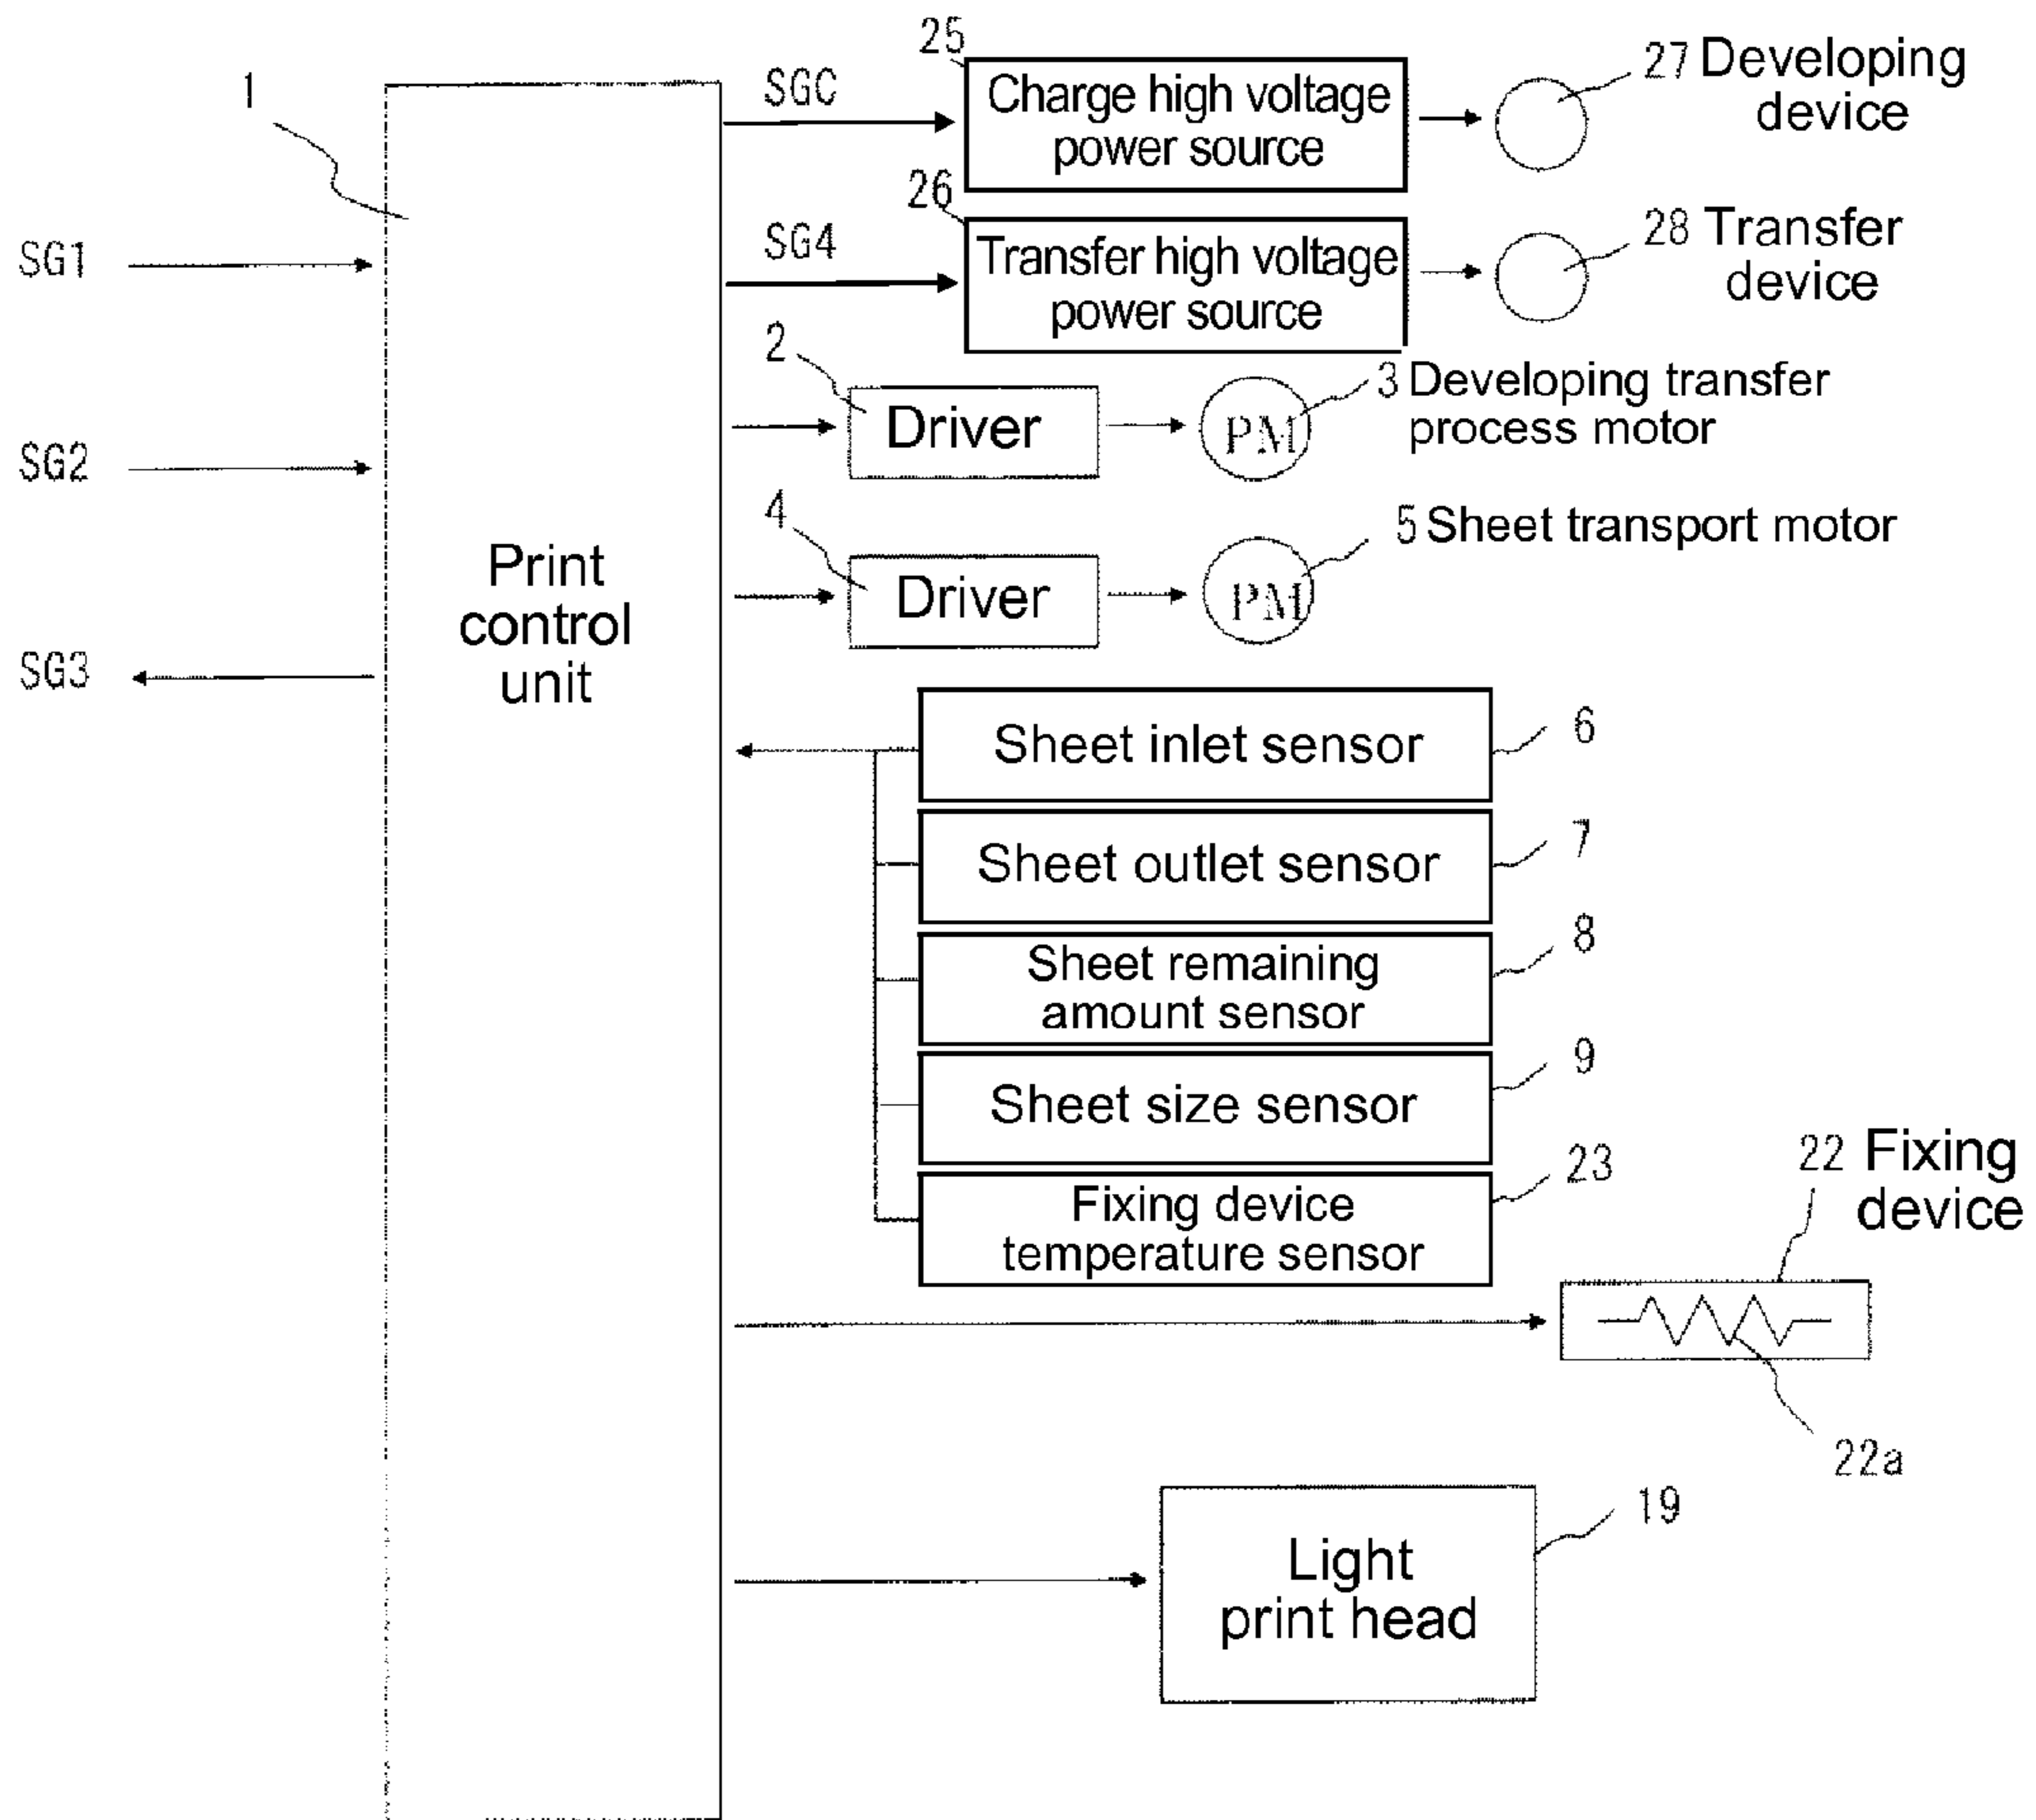 1
SG1
SG2
SG3
Print
control
unit
SGC
25
Charge high voltage
power source
27 Developing
device
SG4
26
Transfer high voltage
power source
28 Transfer
device
2
Driver
PM
3 Developing transfer
process motor
4
Driver
PM
5 Sheet transport motor
Sheet inlet sensor
6
Sheet outlet sensor
7
Sheet remaining
amount sensor
8
Sheet size sensor
9
Fixing device
temperature sensor
23
22 Fixing
device
22a
Light
print head
19